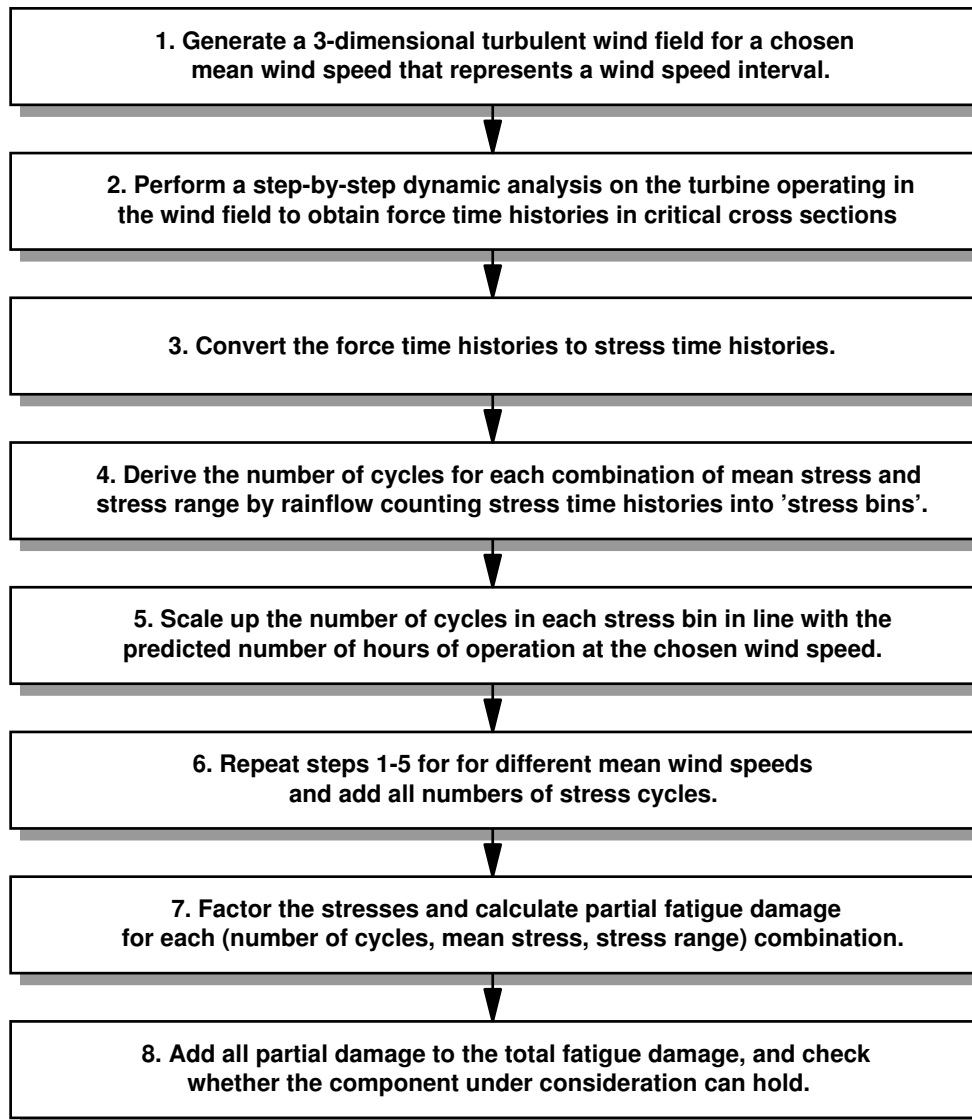 1. Generate a 3-dimensional turbulent wind field for a chosen
mean wind speed that represents a wind speed interval.
2. Perform a step-by-step dynamic analysis on the turbine operating in
the wind field to obtain force time histories in critical cross sections
3. Convert the force time histories to stress time histories.
4. Derive the number of cycles for each combination of mean stress and
stress range by rainflow counting stress time histories into ’stress bins’.
5. Scale up the number of cycles in each stress bin in line with the
predicted number of hours of operation at the chosen wind speed.
6. Repeat steps 1-5 for for different mean wind speeds
and add all numbers of stress cycles.
7. Factor the stresses and calculate partial fatigue damage
for each (number of cycles, mean stress, stress range) combination.
8. Add all partial damage to the total fatigue damage, and check
whether the component under consideration can hold.